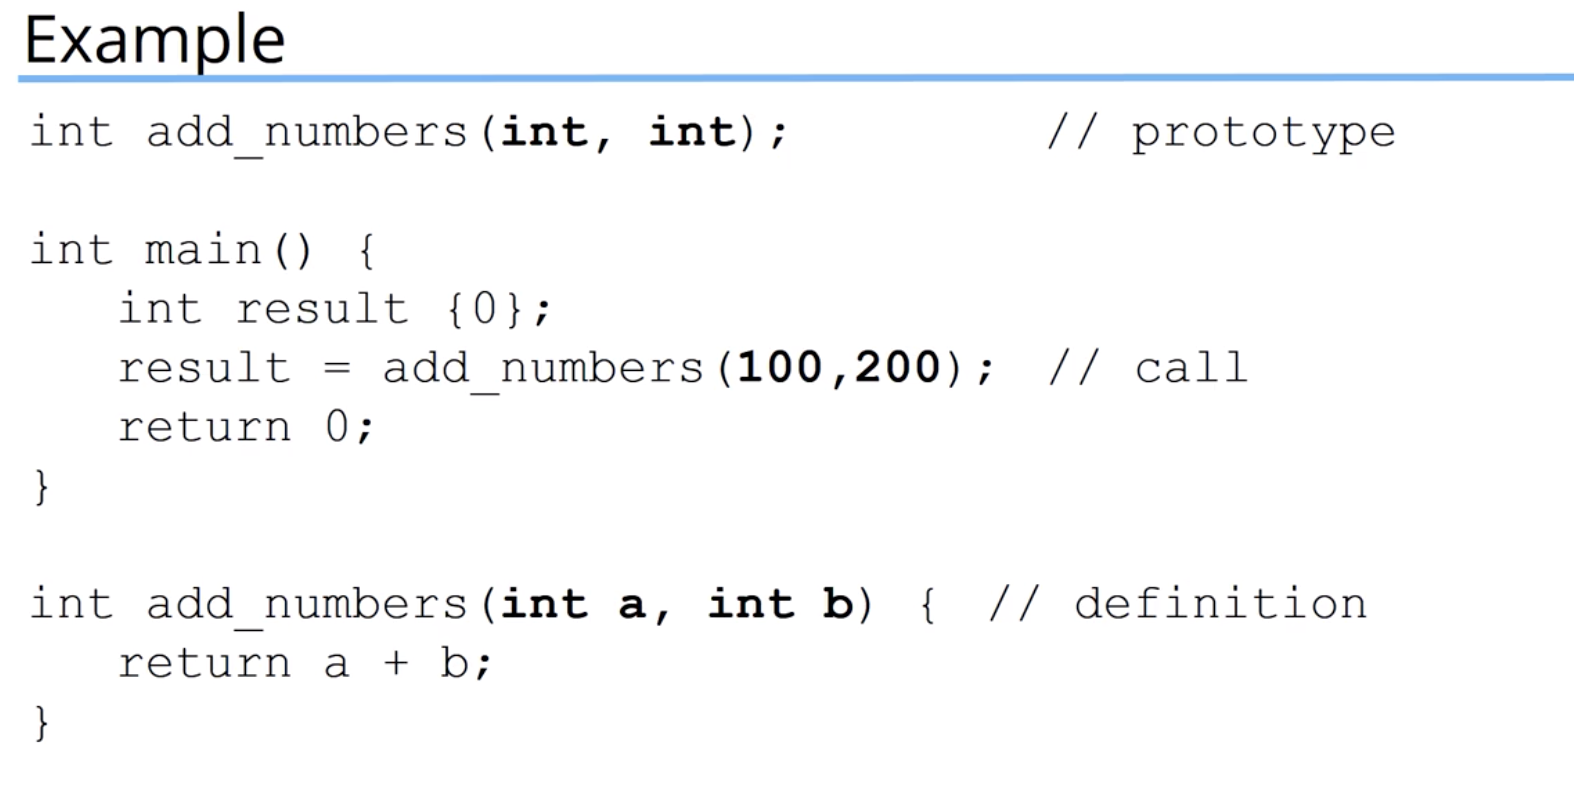 Example
int add_numbers(int, int);          // prototype
int main() {
   int result {0};
   result = add_numbers(100,200);  // call
   return 0;
}
int add_numbers(int a, int b) {  // definition
   return a + b;
}